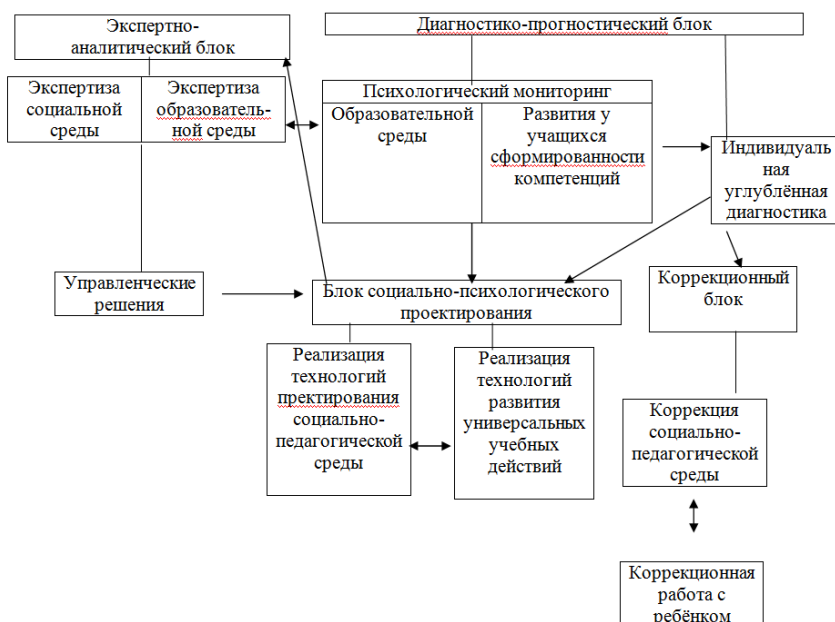 Экспертно-
аналитический блок
Диагностико-прогностический блок
Экспертиза
социальной
среды
Экспертиза
образователь-
ной среды
Психологический мониторинг
Образовательной
среды
Развития у
учащихся
сформированности
компетенций
Индивидуаль
ная
углублённая
диагностика
Управленческие
решения
Блок социально-психологического
проектирования
Коррекционный
блок
Реализация
технологий
пректирования
социально-
педагогической
среды
Реализация
технологий
развития
универсальных
учебных
действий
Коррекция
социально-
педагогической
среды
Коррекционная
работа с
ребёнком